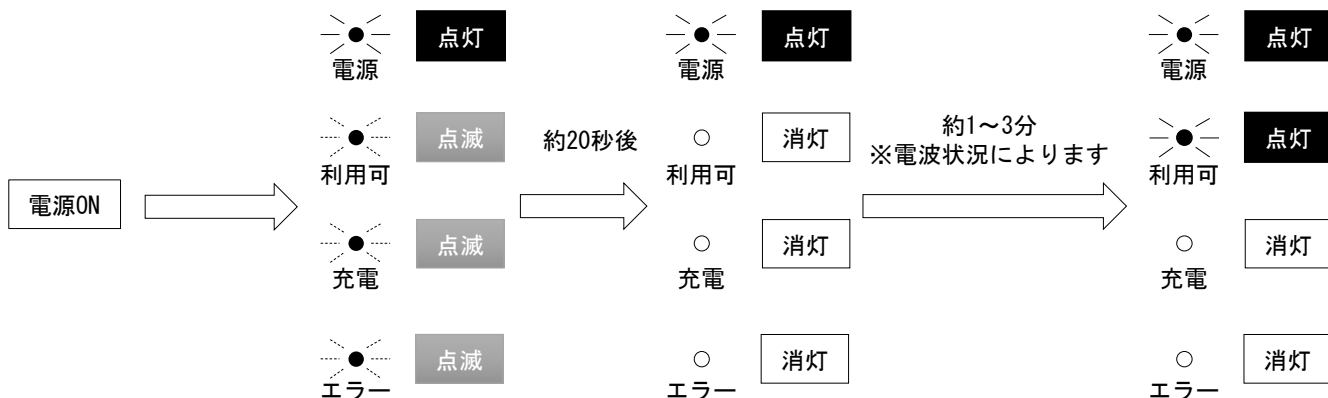 電源ON
点灯
電源
点滅
利用可
点滅
充電
点滅
エラー
約20秒後
点灯
電源
消灯
利用可
消灯
充電
消灯
エラー
約1～3分
※電波状況によります
点灯
電源
点灯
利用可
消灯
充電
消灯
エラー